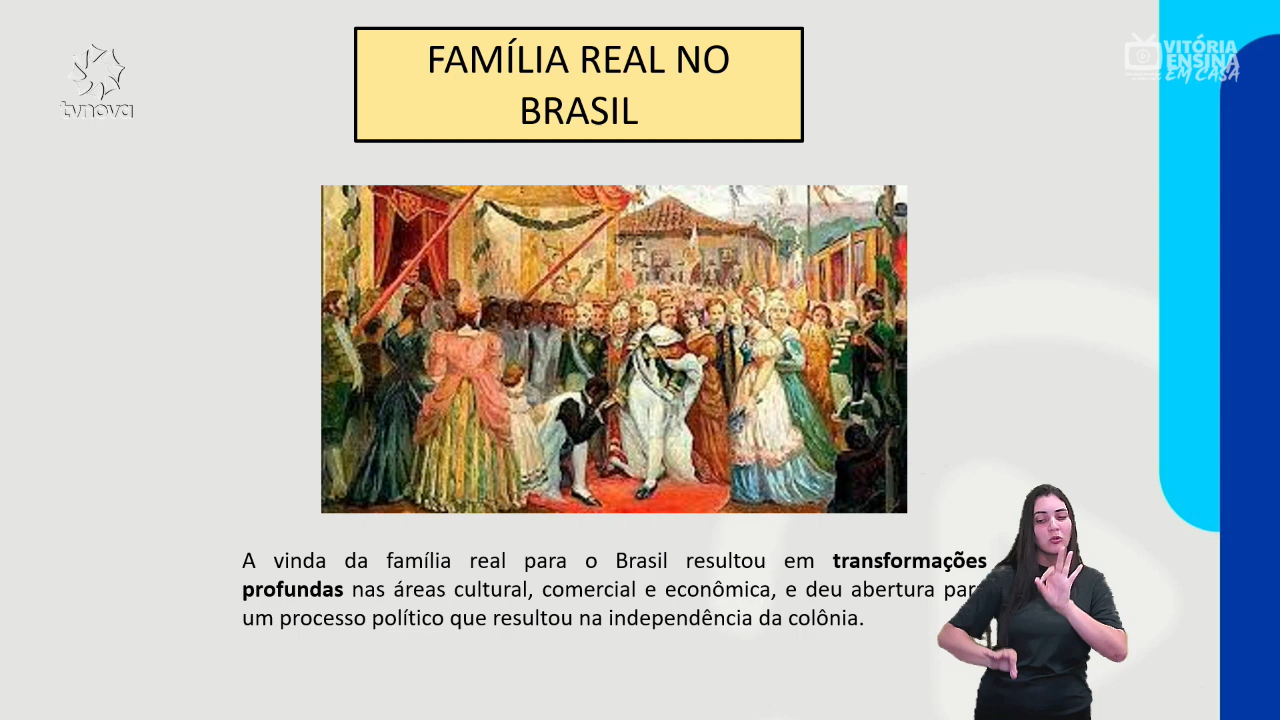 FAMÍLIA REAL NO
BRASIL
tvnova
VITÓRIA
ENSINA
EM CASA
A vinda da família real para o Brasil resultou em transformações
profundas nas áreas cultural, comercial e econômica, e deu abertura par
um processo político que resultou na independência da colônia.